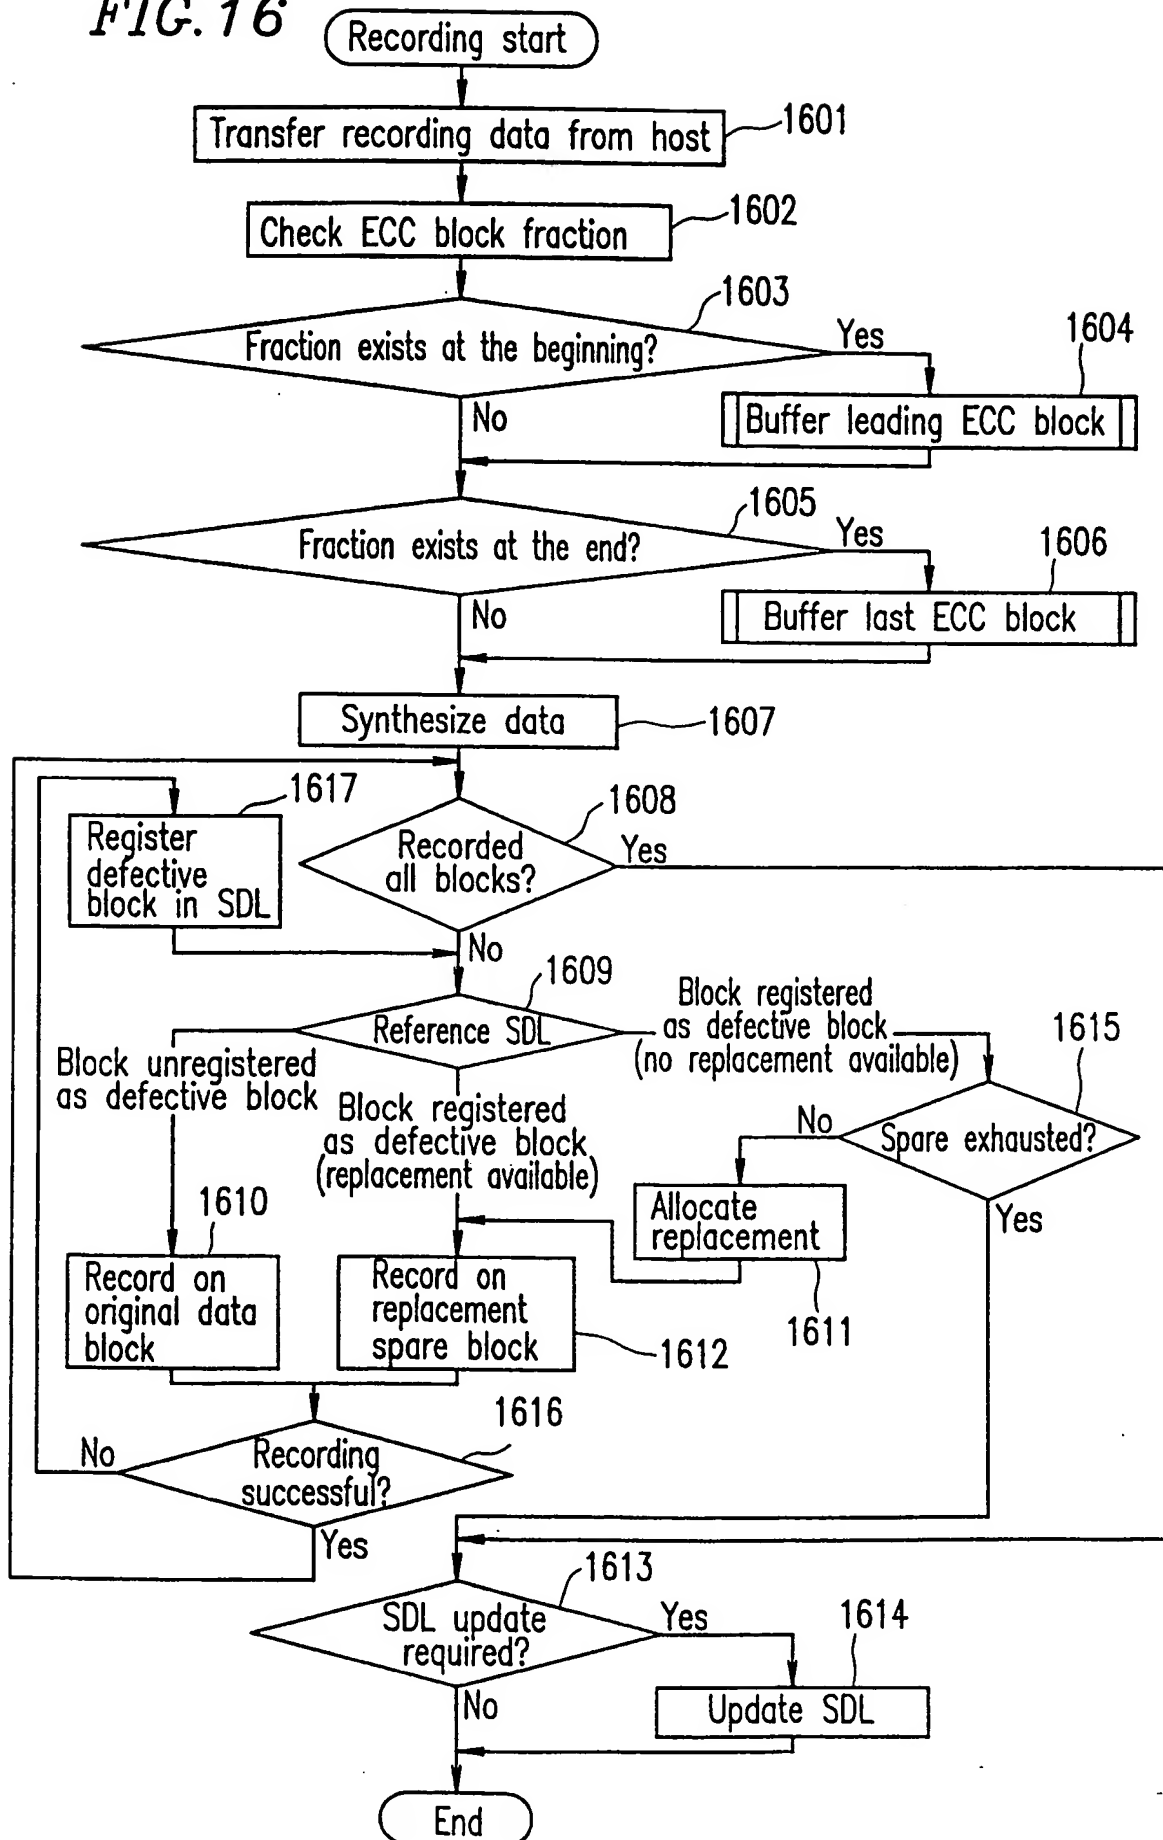 FIG. 16
Recording start
Transfer recording data from host
1601
Check ECC block fraction
1602
1603
Fraction exists at the beginning?
Yes
1604
Buffer leading ECC block
No
1605
Fraction exists at the end?
Yes
1606
Buffer last ECC block
No
Synthesize data
1607
1617
Register
defective
block in SDL
1608
Recorded
all blocks?
Yes
No
1609
Reference SDL
Block registered
as defective block
(no replacement available)
1615
Block unregistered
as defective block
Block registered
as defective block
(replacement available)
No
Spare exhausted?
Yes
Allocate
replacement
1611
1610
Record on
original data
block
Record on
replacement
spare block
1612
1616
No
Recording
successful?
Yes
1613
SDL update
required?
Yes
1614
Update SDL
No
End